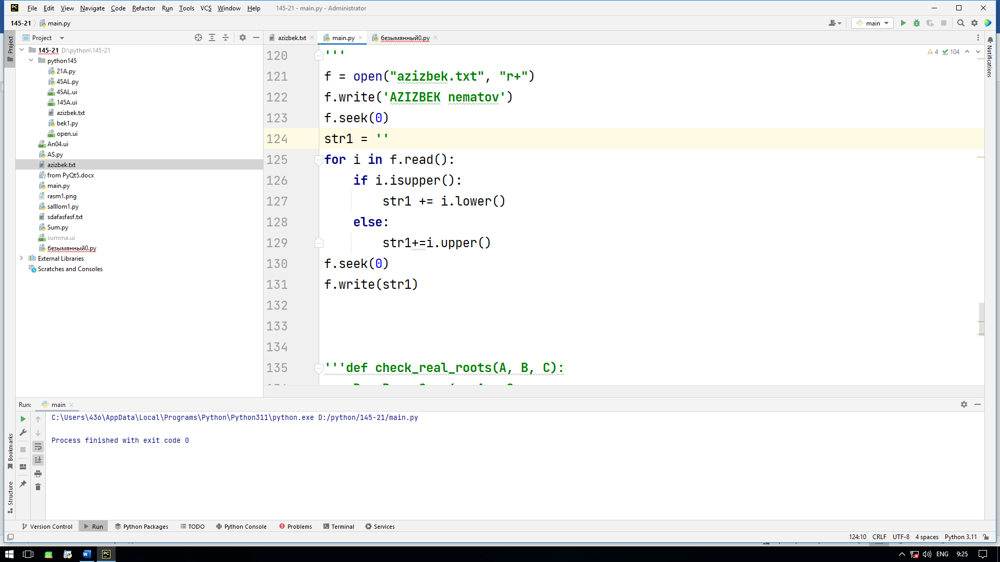 File Edit View Navigate Code Refactor Run Tools VCS Window Help 145-21 - main.py - Administrator
145-21 main.py main
Project
azizbek.txt main.py безымянный0.py
145-21 D:\python\145-21
python145
21A.py
45AL.py
45AL.ui
145A.ui
azizbek.txt
bek1.py
open.ui
An04.ui
AS.py
azizbek.txt
from PyQt5.docx
main.py
rasm1.png
salllom1.py
sdafasfasf.txt
Sum.py
summa.ui
безымянный0.py
External Libraries
Scratches and Consoles
4 104
120 '''
121 f = open("azizbek.txt", "r+")
122 f.write('AZIZBEK nematov')
123 f.seek(0)
124 str1 = ''
125 for i in f.read():
126 if i.isupper():
127 str1 += i.lower()
128 else:
129 str1+=i.upper()
130 f.seek(0)
131 f.write(str1)
132
133
134
135 '''def check_real_roots(A, B, C):
Project
Notifications
Bookmarks
Structure
Run: main
C:\Users\436\AppData\Local\Programs\Python\Python311\python.exe D:/python/145-21/main.py
Process finished with exit code 0
Version Control Run Python Packages TODO Python Console Problems Terminal Services
124:10 CRLF UTF-8 4 spaces Python 3.11
ENG 9:25